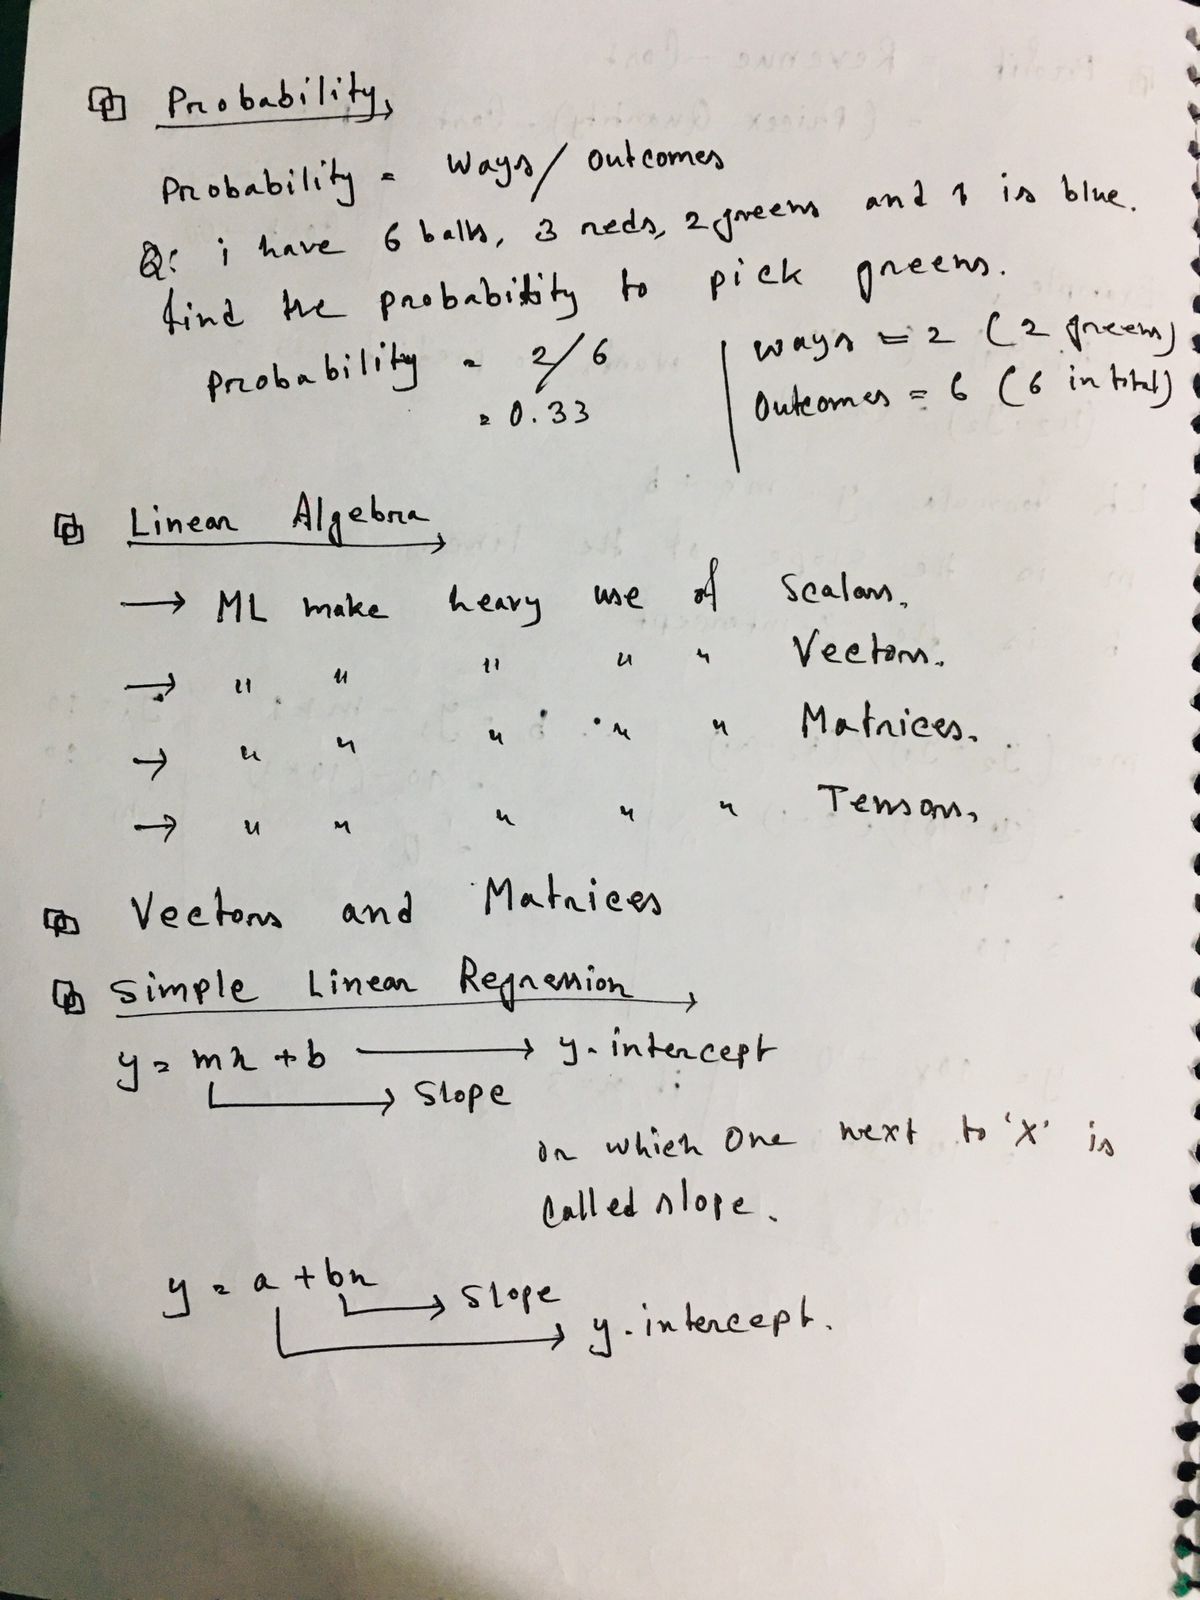 Probability
Probability = Ways / Outcomes
Q: i have 6 balls, 3 reds, 2 greens and 1 is blue.
find the probability to pick greens.
Probability = 2/6
= 0.33
Ways = 2 (2 greens)
Outcomes = 6 (6 in total)
Linear Algebra
→ ML make heavy use of Scalars.
→ " " " " " Vectors.
→ " " " " " Matrices.
→ " " " " " Tensors.
Vectors and Matrices
Simple Linear Regression
y = mx + b → y-intercept
→ Slope
or which one next to 'x' is
called slope.
y = a + bx
→ Slope
→ y-intercept.